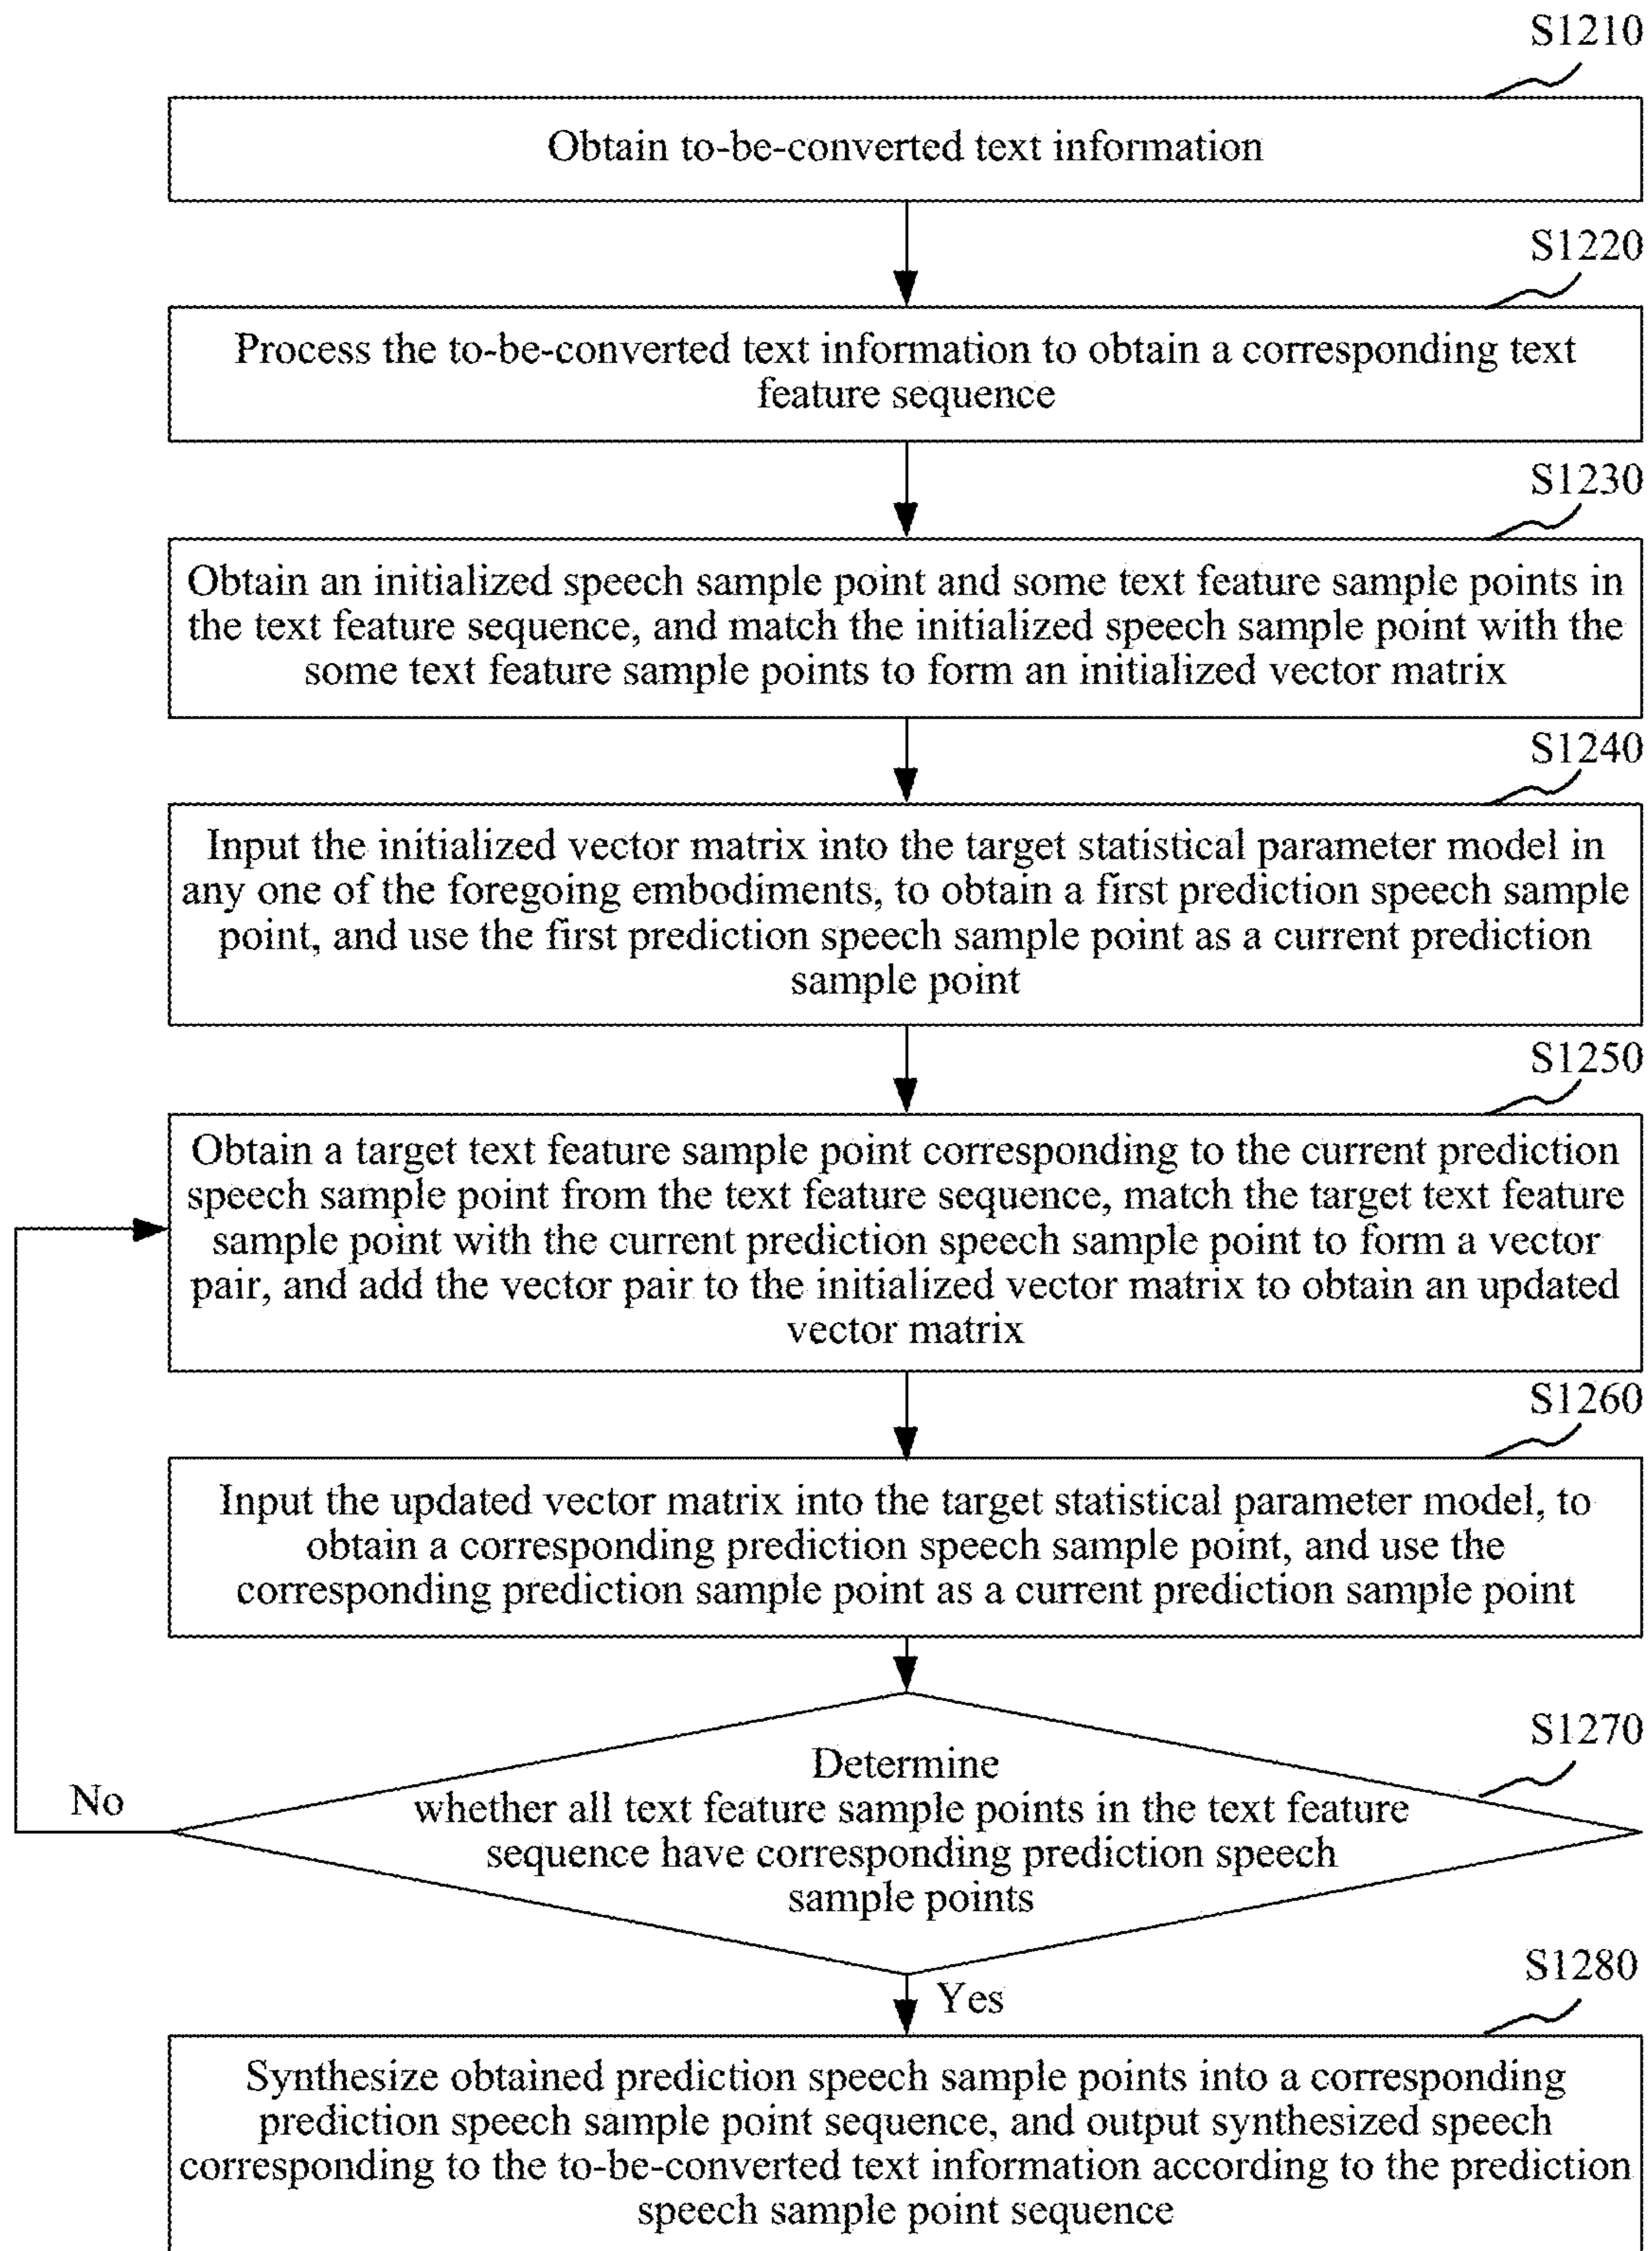 S1210
Obtain to-be-converted text information
S1220
Process the to-be-converted text information to obtain a corresponding text
feature sequence
S1230
Obtain an initialized speech sample point and some text feature sample points in
the text feature sequence, and match the initialized speech sample point with the
some text feature sample points to form an initialized vector matrix
S1240
Input the initialized vector matrix into the target statistical parameter model in
any one of the foregoing embodiments, to obtain a first prediction speech sample
point, and use the first prediction speech sample point as a current prediction
sample point
S1250
Obtain a target text feature sample point corresponding to the current prediction
speech sample point from the text feature sequence, match the target text feature
sample point with the current prediction speech sample point to form a vector
pair, and add the vector pair to the initialized vector matrix to obtain an updated
vector matrix
S1260
Input the updated vector matrix into the target statistical parameter model, to
obtain a corresponding prediction speech sample point, and use the
corresponding prediction sample point as a current prediction sample point
S1270
Determine
whether all text feature sample points in the text feature
sequence have corresponding prediction speech
sample points
No
Yes
S1280
Synthesize obtained prediction speech sample points into a corresponding
prediction speech sample point sequence, and output synthesized speech
corresponding to the to-be-converted text information according to the prediction
speech sample point sequence